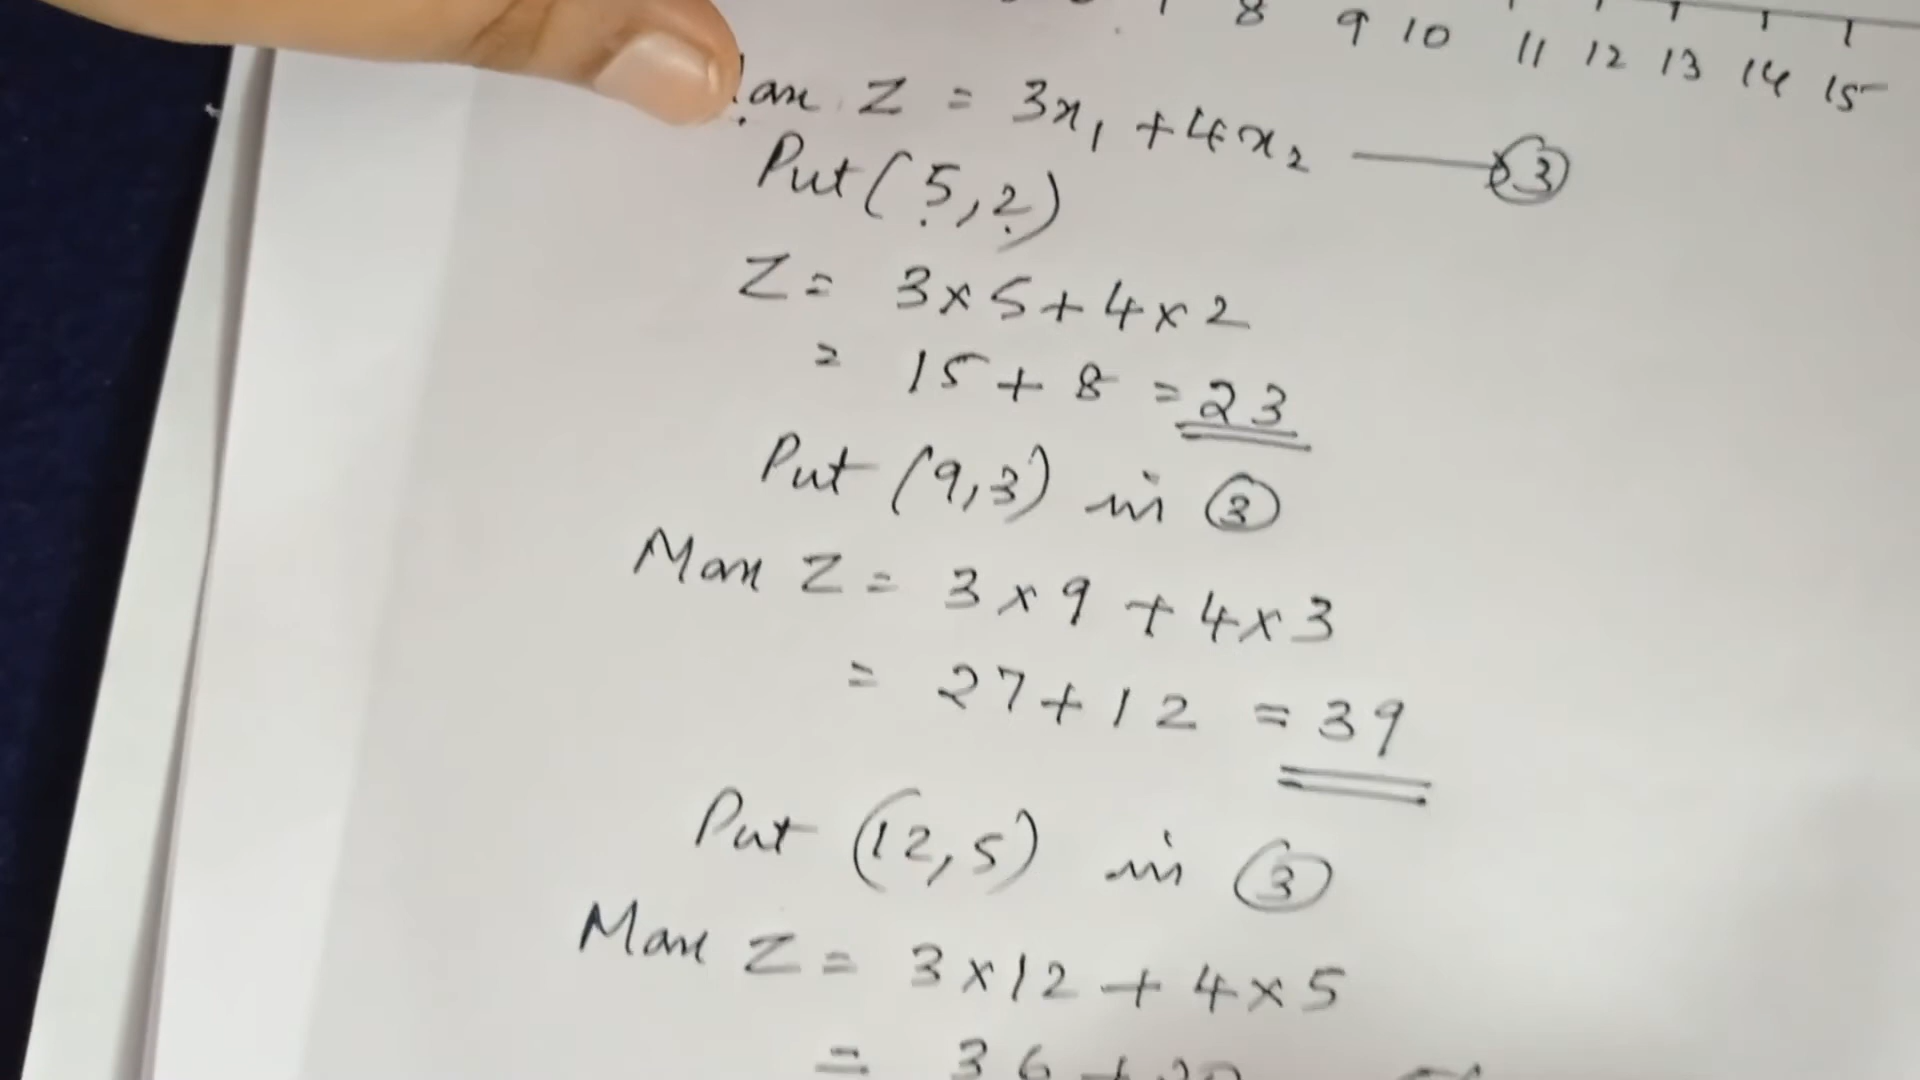 8 9 10 11 12 13 14 15
Max Z = 3x₁ + 4x₂ → ③
Put (5,2)
Z = 3 × 5 + 4 × 2
= 15 + 8 = 23
Put (9,3) in ③
Max Z = 3 × 9 + 4 × 3
= 27 + 12 = 39
Put (12,5) in ③
Max Z = 3 × 12 + 4 × 5
= 36 + 20